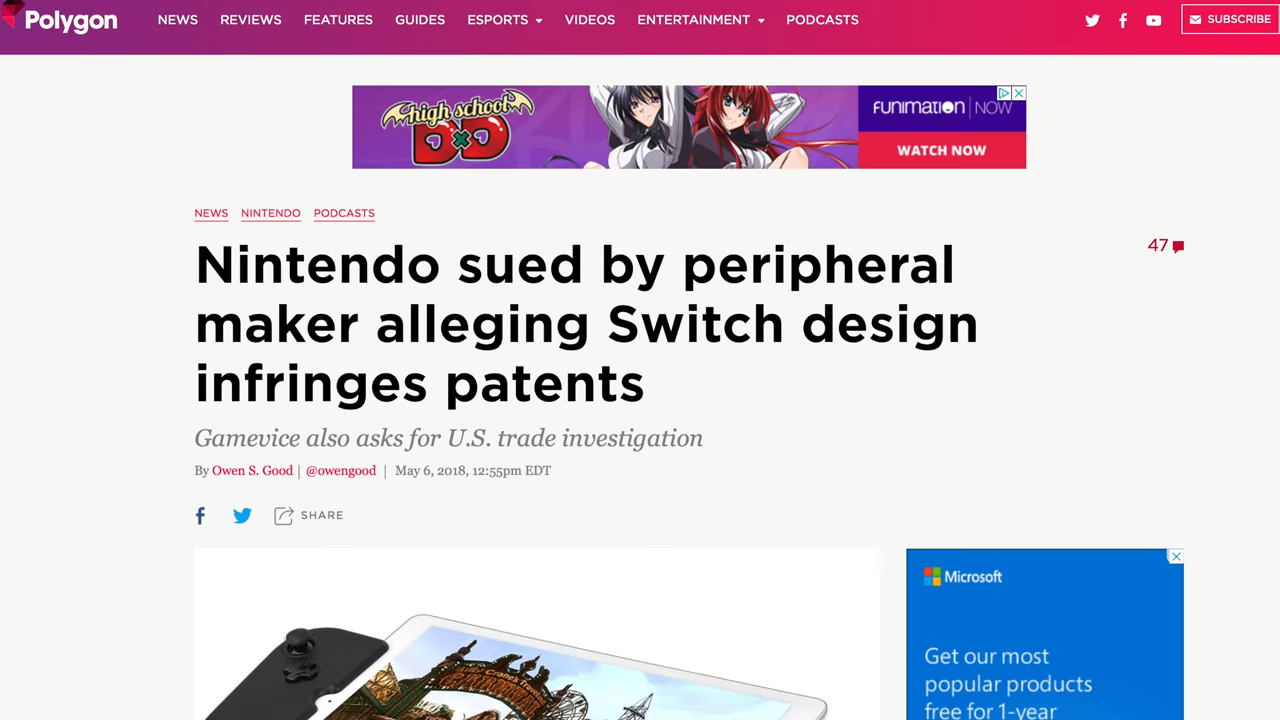 Polygon
NEWS REVIEWS FEATURES GUIDES ESPORTS VIDEOS ENTERTAINMENT PODCASTS
SUBSCRIBE
high school
DXD
FUNIMATION | NOW
WATCH NOW
NEWS NINTENDO PODCASTS
Nintendo sued by peripheral
maker alleging Switch design
infringes patents
47
Gamevice also asks for U.S. trade investigation
By Owen S. Good | @owengood | May 6, 2018, 12:55pm EDT
SHARE
Microsoft
Get our most
popular products
free for 1-year